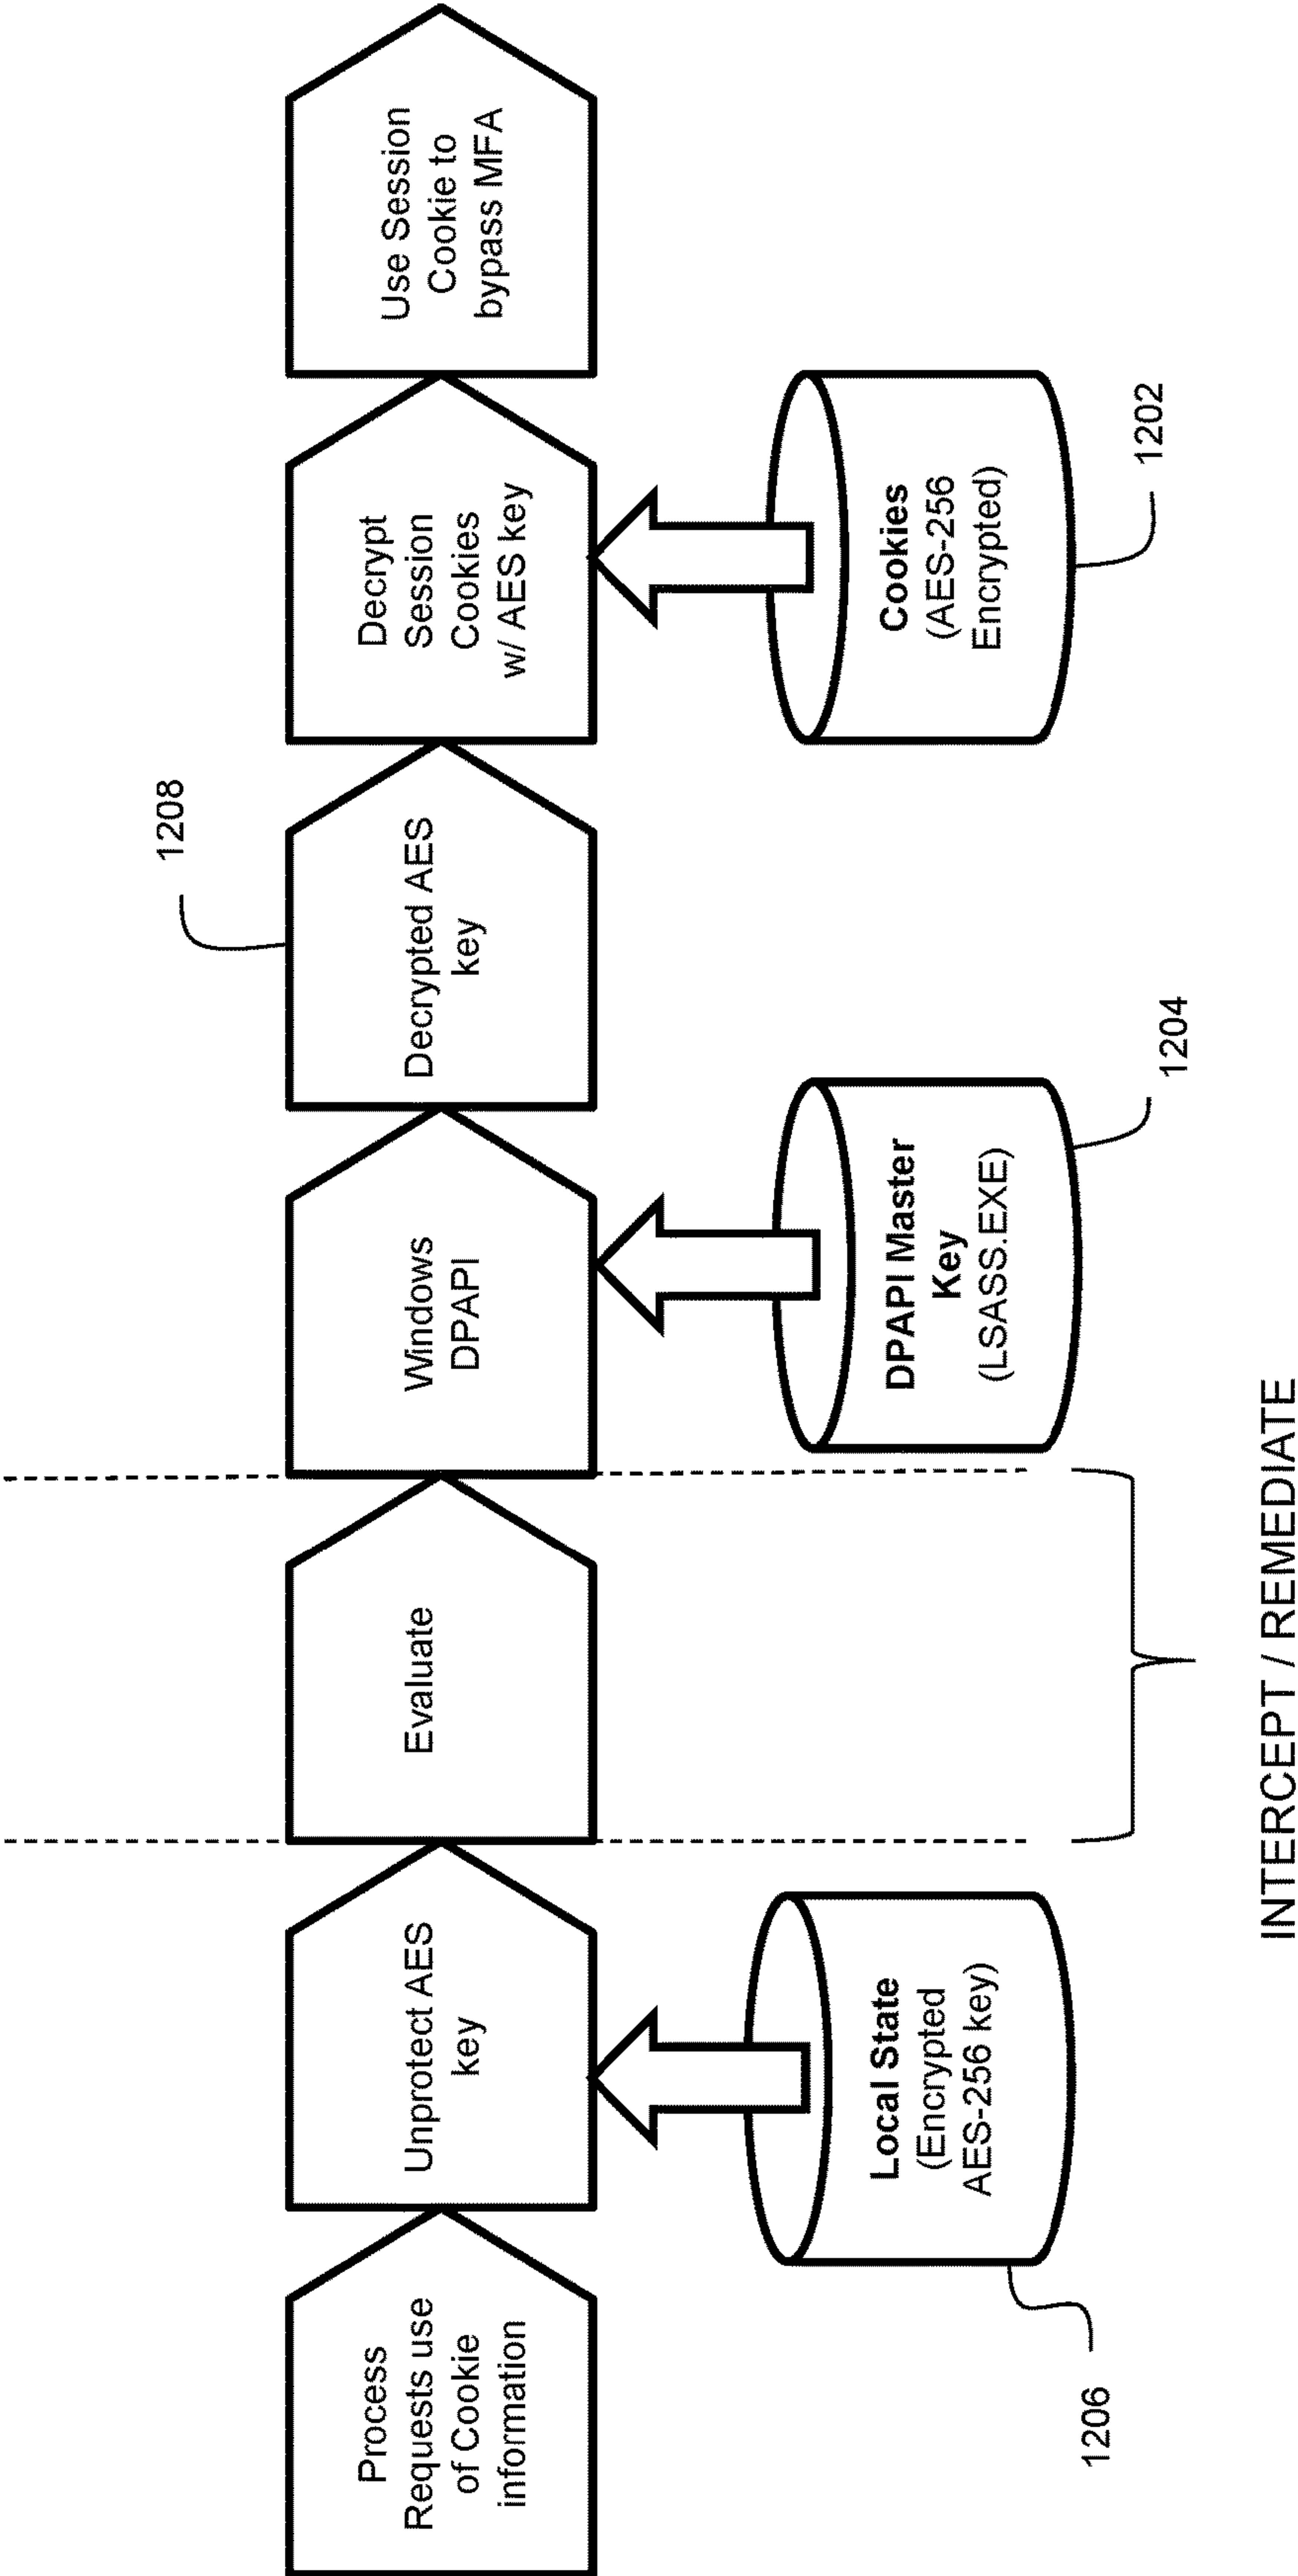 Process
Requests use
of Cookie
information
Unprotect AES
key
Evaluate
Windows
DPAPI
Decrypted AES
key
Decrypt
Session
Cookies
w/ AES key
Use Session
Cookie to
bypass MFA
1208
Local State
(Encrypted
AES-256 key)
1206
DPAPI Master
Key
(LSASS.EXE)
1204
Cookies
(AES-256
Encrypted)
1202
INTERCEPT / REMEDIATE